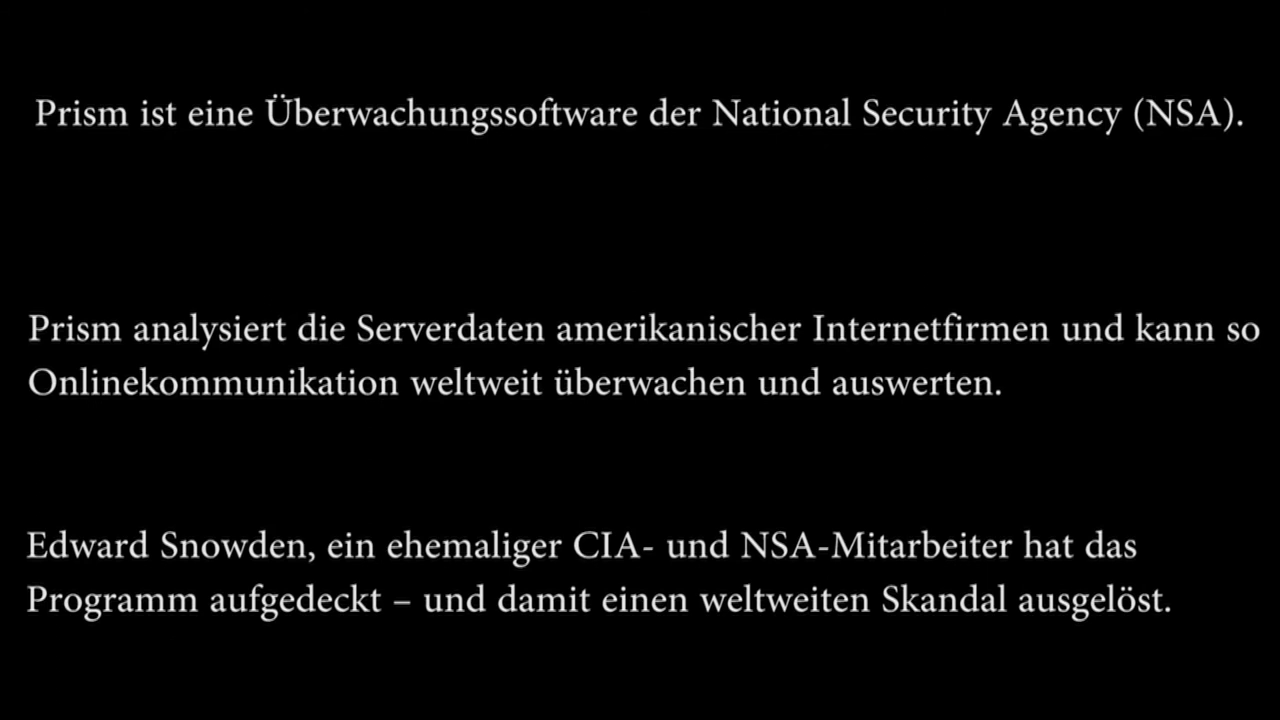 Prism ist eine Überwachungssoftware der National Security Agency (NSA).
Prism analysiert die Serverdaten amerikanischer Internetfirmen und kann so
Onlinekommunikation weltweit überwachen und auswerten.
Edward Snowden, ein ehemaliger CIA- und NSA-Mitarbeiter hat das
Programm aufgedeckt – und damit einen weltweiten Skandal ausgelöst.